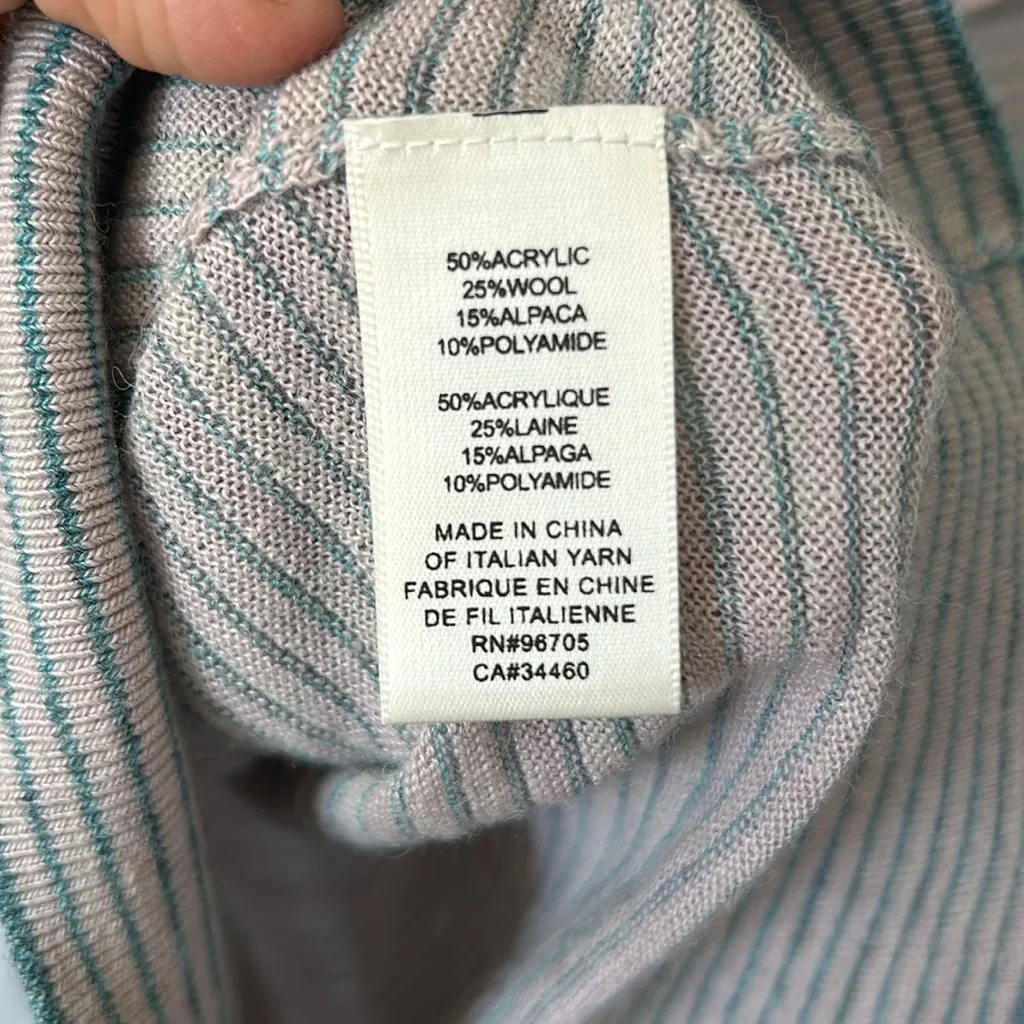 50%ACRYLIC
25%WOOL
15%ALPACA
10%POLYAMIDE
50%ACRYLIQUE
25%LAINE
15%ALPAGA
10%POLYAMIDE
MADE IN CHINA
OF ITALIAN YARN
FABRIQUE EN CHINE
DE FIL ITALIENNE
RN#96705
CA#34460